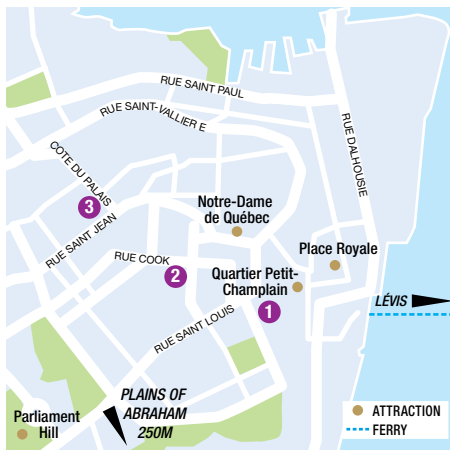 RUE SAINT PAUL
RUE SAINT-VALLIER E
RUE DALHOUSIE
COTE DU PALAIS
3
RUE SAINT JEAN
Notre-Dame
de Québec
RUE COOK
2
Place Royale
Quartier Petit-
Champlain
1
LÉVIS
RUE SAINT LOUIS
PLAINS OF
ABRAHAM
250M
Parliament
Hill
ATTRACTION
FERRY